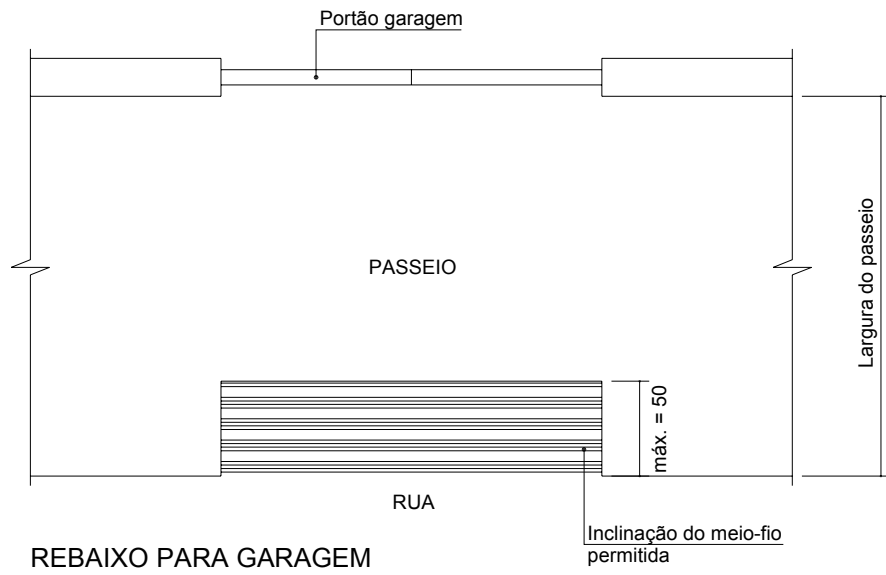 Portão garagem
Largura do passeio
PASSEIO
máx. = 50
RUA
Inclinação do meio-fio
permitida
REBAIXO PARA GARAGEM